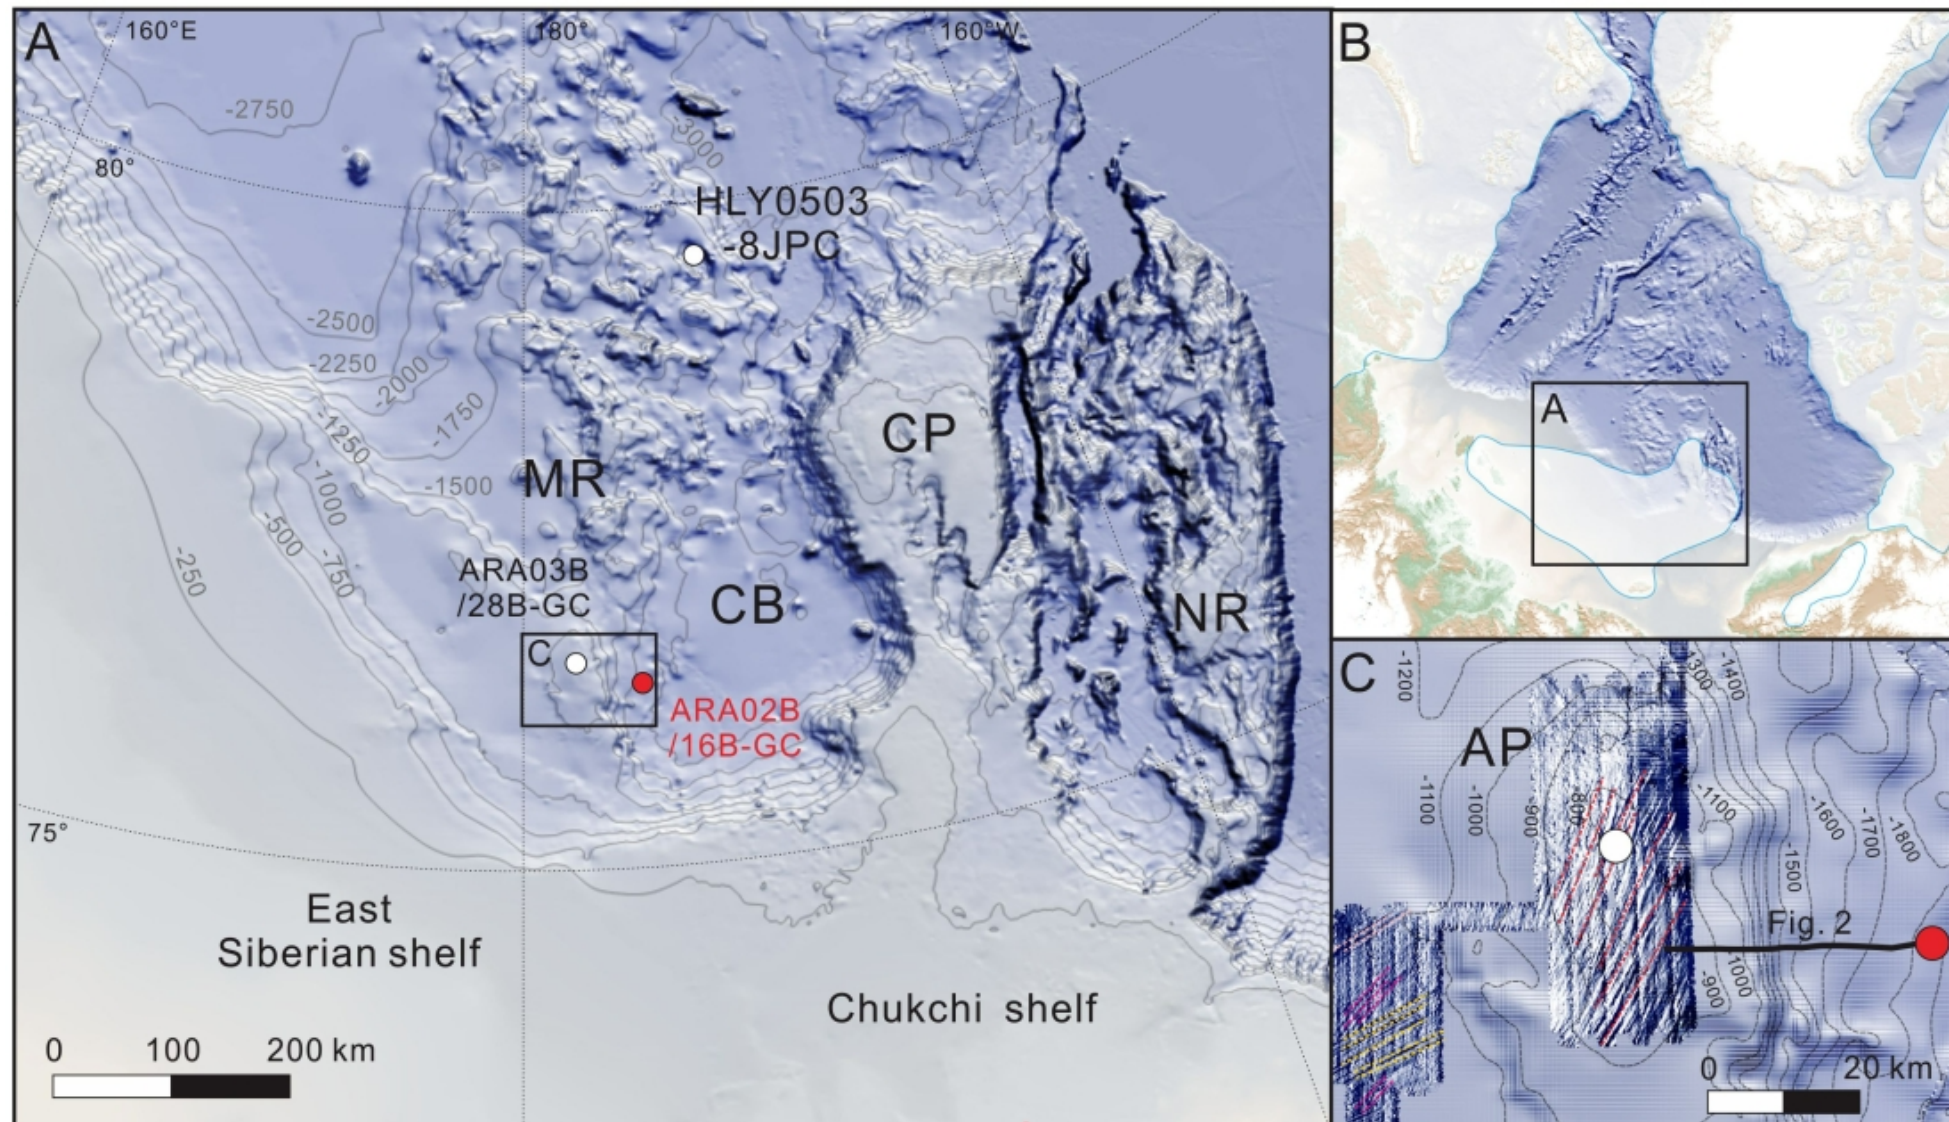 A
160°E
180°
160°W
-2750
-3000
80°
HLY0503
-8JPC
-2500
-2250
-2000
-1750
-1250
-1000
-1500
-500
-750
-250
MR
CP
CB
NR
ARA03B
/28B-GC
C
ARA02B
/16B-GC
75°
East
Siberian shelf
Chukchi shelf
0 100 200 km
B
A
C
-1200
-1300
-1400
AP
-1100
-1000
-900
-800
-1100
-1600
-1700
-1800
-1500
Fig. 2
-900
1000
0 20 km